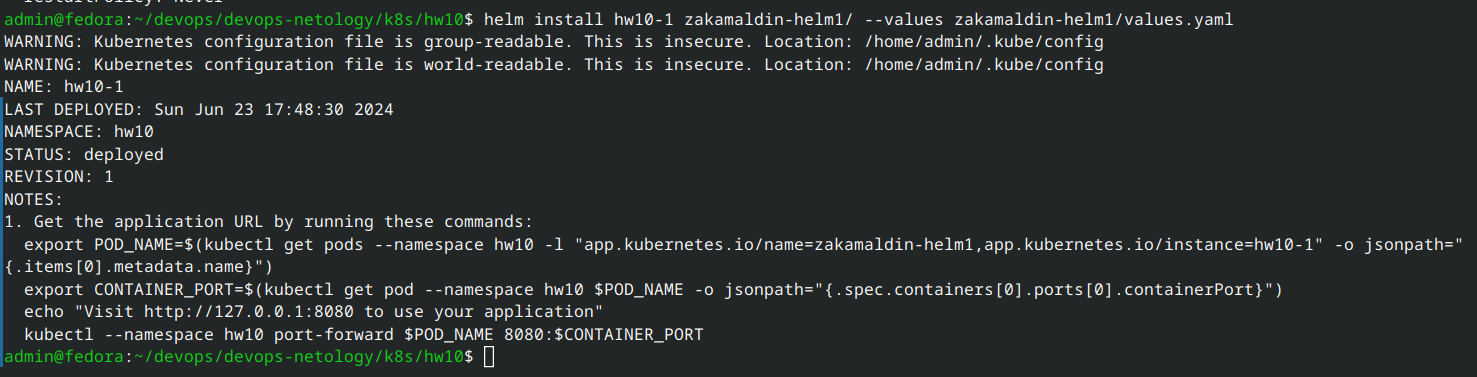 admin@fedora:~/devops/devops-netology/k8s/hw10$ helm install hw10-1 zakamaldin-helm1/ --values zakamaldin-helm1/values.yaml
WARNING: Kubernetes configuration file is group-readable. This is insecure. Location: /home/admin/.kube/config
WARNING: Kubernetes configuration file is world-readable. This is insecure. Location: /home/admin/.kube/config
NAME: hw10-1
LAST DEPLOYED: Sun Jun 23 17:48:30 2024
NAMESPACE: hw10
STATUS: deployed
REVISION: 1
NOTES:
1. Get the application URL by running these commands:
  export POD_NAME=$(kubectl get pods --namespace hw10 -l "app.kubernetes.io/name=zakamaldin-helm1,app.kubernetes.io/instance=hw10-1" -o jsonpath="
{.items[0].metadata.name}")
  export CONTAINER_PORT=$(kubectl get pod --namespace hw10 $POD_NAME -o jsonpath="{.spec.containers[0].ports[0].containerPort}")
  echo "Visit http://127.0.0.1:8080 to use your application"
  kubectl --namespace hw10 port-forward $POD_NAME 8080:$CONTAINER_PORT
admin@fedora:~/devops/devops-netology/k8s/hw10$